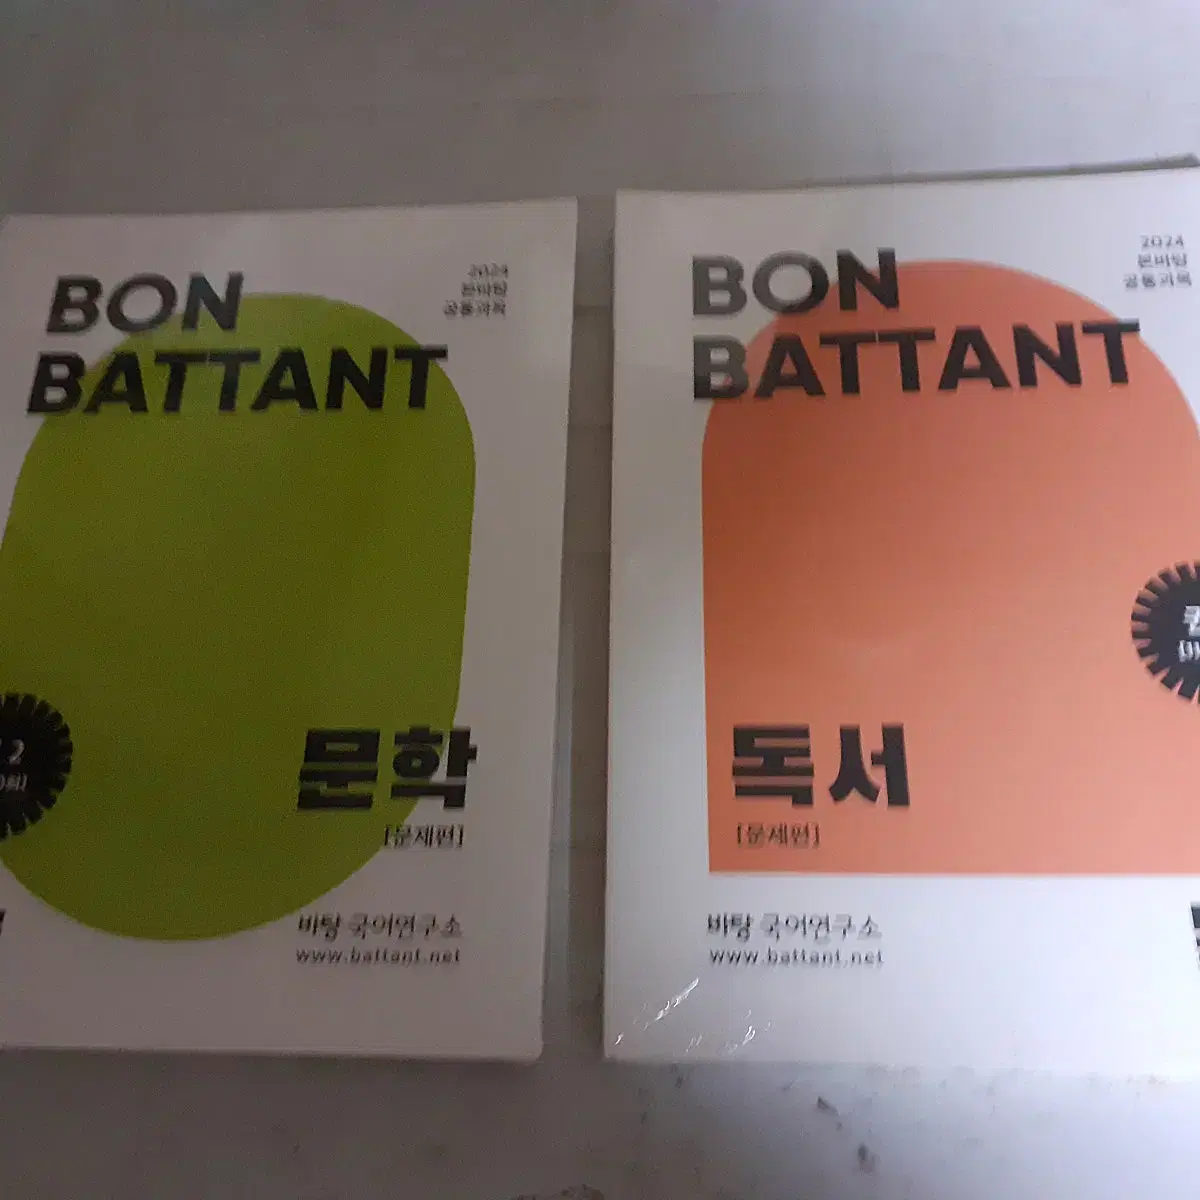 BON
BATTANT
2024
본바탕
공통과목
2
문학
[문제편]
바탕 국어연구소
www.battant.net
BON
BATTANT
2024
본바탕
공통과목
독서
[문제편]
바탕 국어연구소
www.battant.net